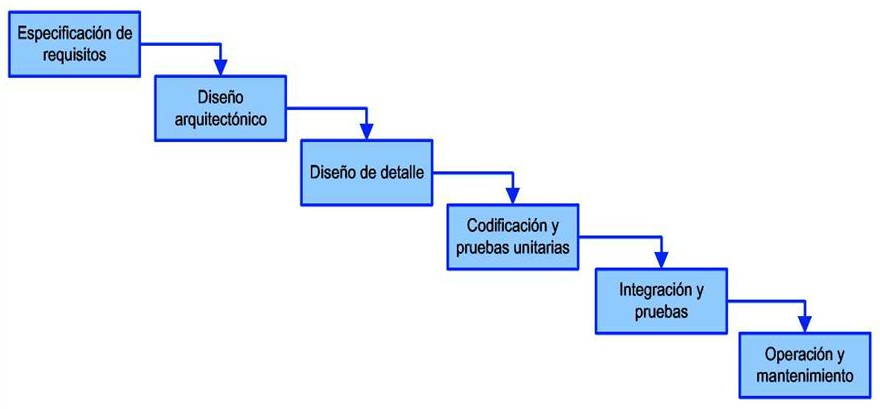 Especificación de
requisitos
Diseño
arquitectónico
Diseño de detalle
Codificación y
pruebas unitarias
Integración y
pruebas
Operación y
mantenimiento